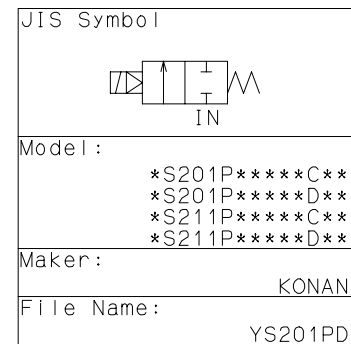 JIS Symbol
IN
Model:
*S201P*****C**
*S201P*****D**
*S211P*****C**
*S211P*****D**
Maker:
KONAN
File Name:
YS201PD